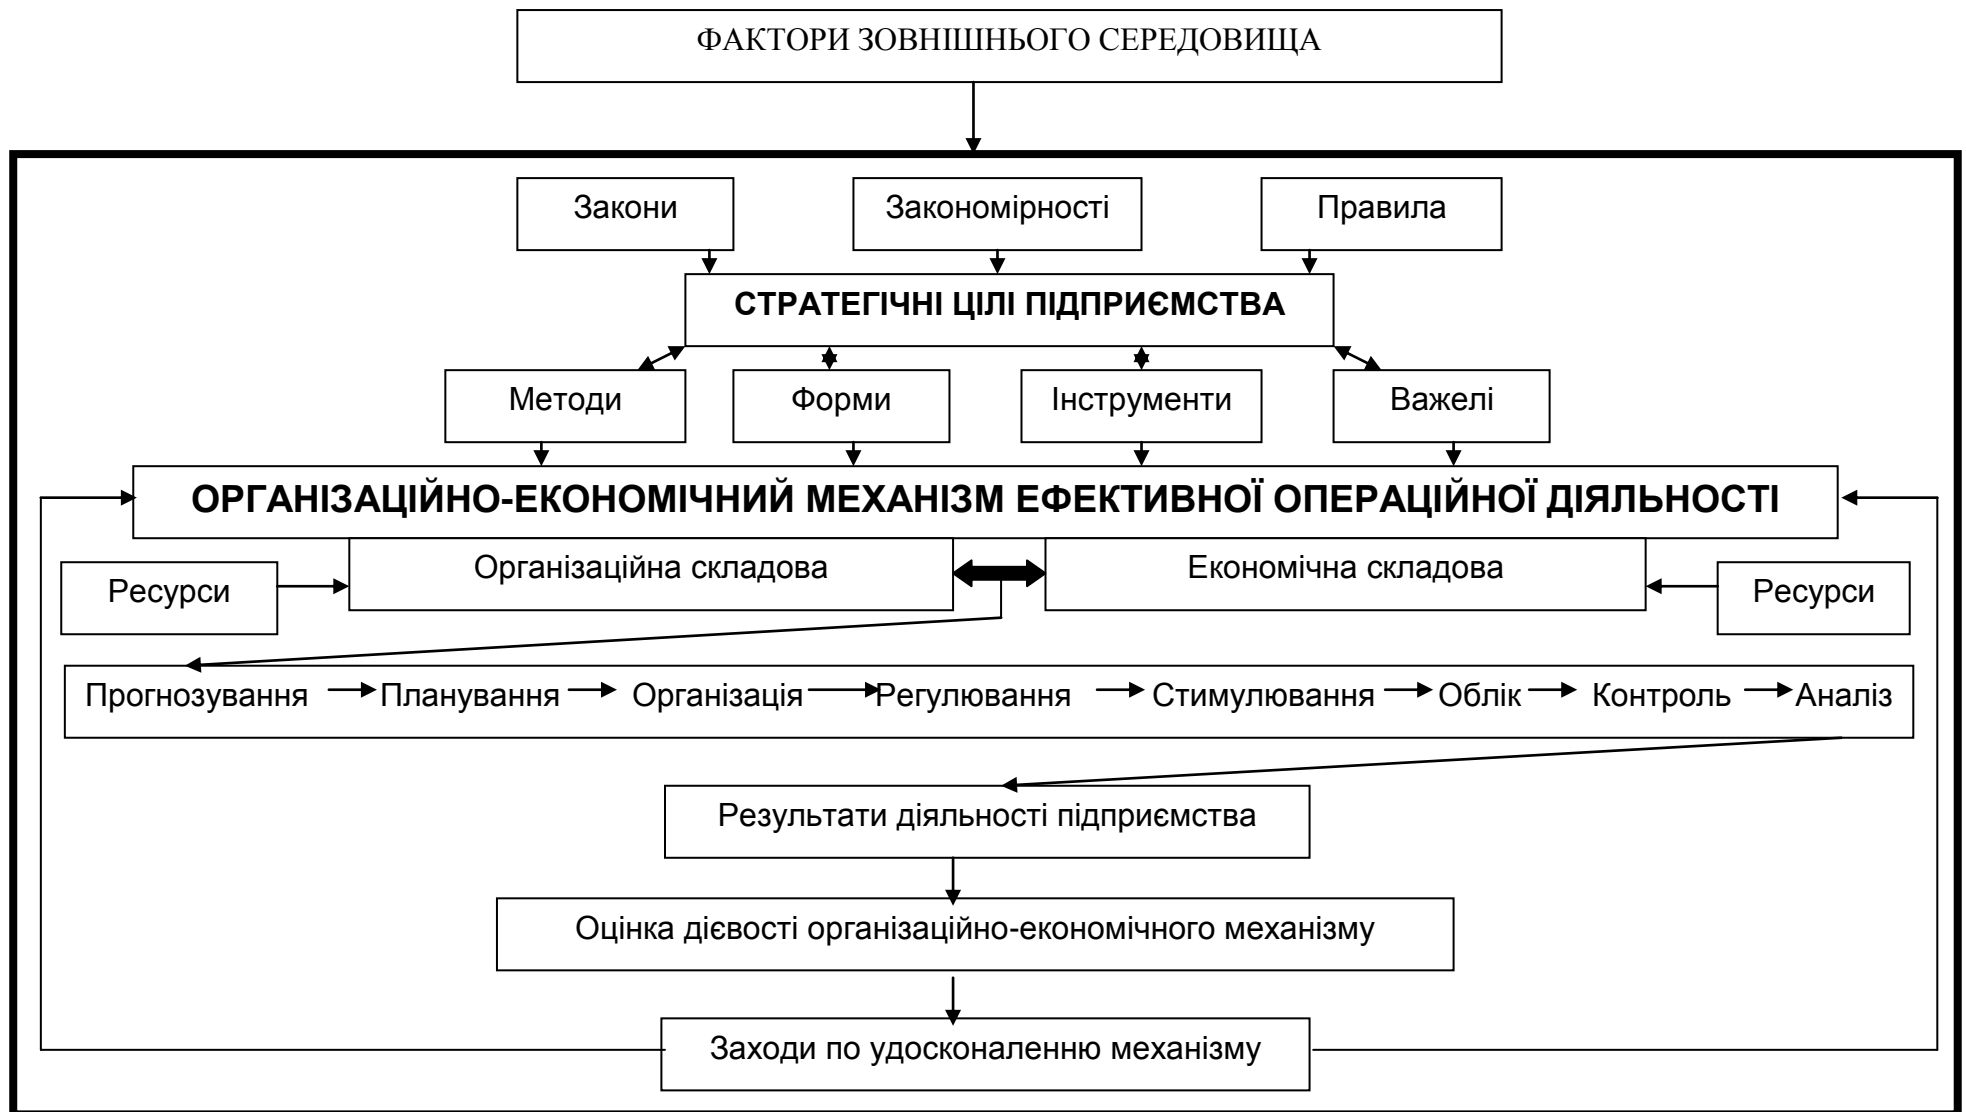 ФАКТОРИ ЗОВНІШНЬОГО СЕРЕДОВИЩА
Закони
Закономірності
Правила
СТРАТЕГІЧНІ ЦІЛІ ПІДПРИЄМСТВА
Методи
Форми
Інструменти
Важелі
ОРГАНІЗАЦІЙНО-ЕКОНОМІЧНИЙ МЕХАНІЗМ ЕФЕКТИВНОЇ ОПЕРАЦІЙНОЇ ДІЯЛЬНОСТІ
Ресурси
Організаційна складова
Економічна складова
Ресурси
Прогнозування
Планування
Організація
Регулювання
Стимулювання
Облік
Контроль
Аналіз
Результати діяльності підприємства
Оцінка дієвості організаційно-економічного механізму
Заходи по удосконаленню механізму